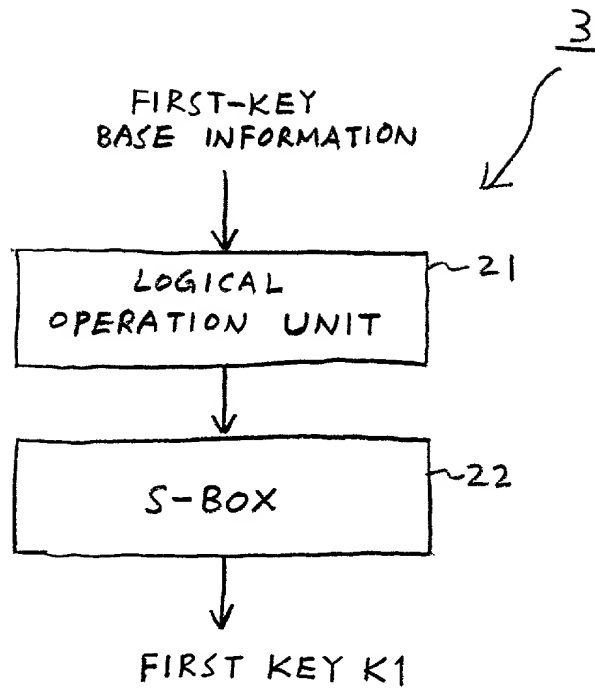 3
FIRST-KEY
BASE INFORMATION
LOGICAL
OPERATION UNIT
21
S-BOX
22
FIRST KEY K1